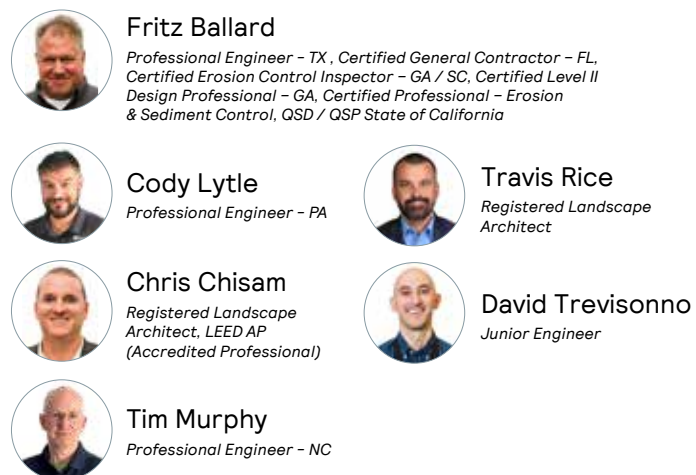 Fritz Ballard
Professional Engineer – TX , Certified General Contractor – FL,
Certified Erosion Control Inspector – GA / SC, Certified Level II
Design Professional – GA, Certified Professional – Erosion
& Sediment Control, QSD / QSP State of California
Cody Lytle
Professional Engineer – PA
Travis Rice
Registered Landscape
Architect
Chris Chisam
Registered Landscape
Architect, LEED AP
(Accredited Professional)
David Trevisonno
Junior Engineer
Tim Murphy
Professional Engineer – NC